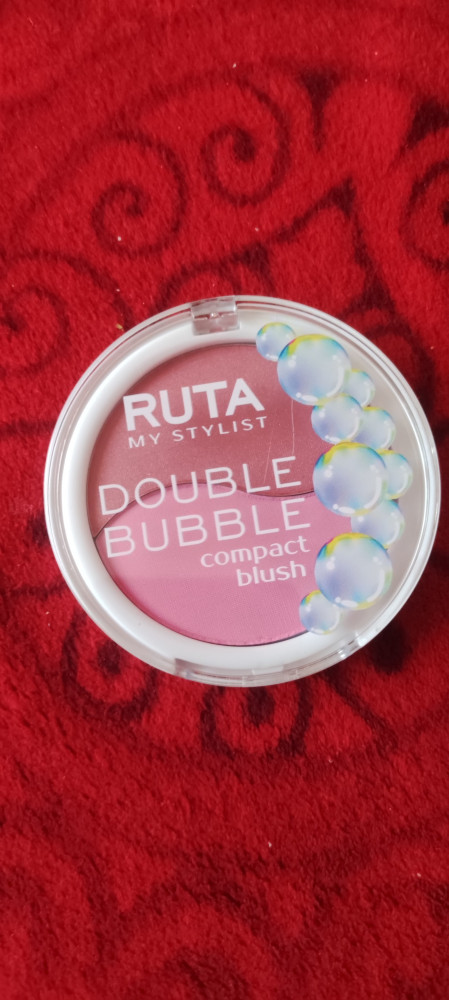 RUTA
MY STYLIST
DOUBLE
BUBBLE
compact
blush